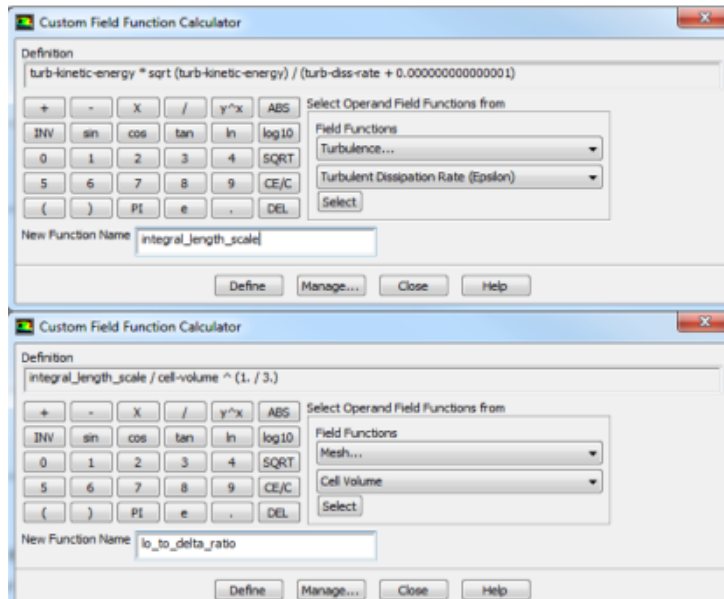 Custom Field Function Calculator
Definition
turb-kinetic-energy * sqrt (turb-kinetic-energy) / (turb-diss-rate + 0.000000000000001)
+ - X / y^x ABS
INV sin cos tan ln log10
0 1 2 3 4 SQRT
5 6 7 8 9 CE/C
( ) PI e . DEL
Select Operand Field Functions from
Field Functions
Turbulence...
Turbulent Dissipation Rate (Epsilon)
Select
New Function Name integral_length_scale
Define Manage... Close Help
Custom Field Function Calculator
Definition
integral_length_scale / cell-volume ^ (1. / 3.)
+ - X / y^x ABS
INV sin cos tan ln log10
0 1 2 3 4 SQRT
5 6 7 8 9 CE/C
( ) PI e . DEL
Select Operand Field Functions from
Field Functions
Mesh...
Cell Volume
Select
New Function Name lo_to_delta_ratio
Define Manage... Close Help